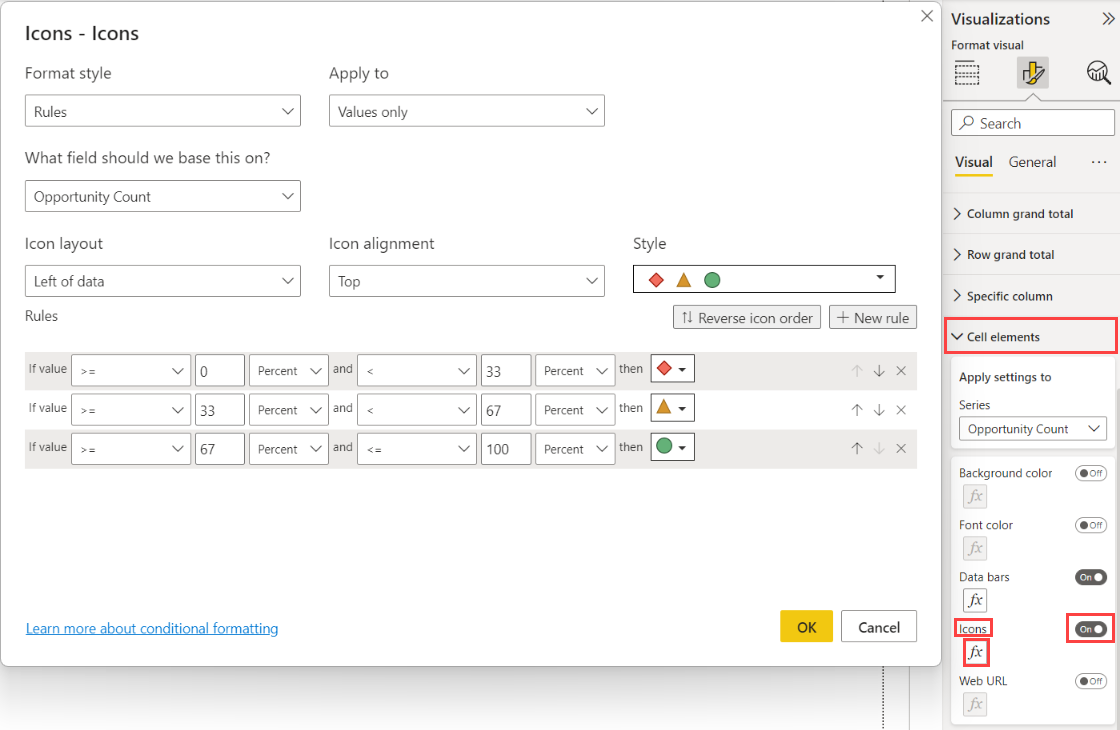 Icons - Icons
Format style
Apply to
Rules
Values only
What field should we base this on?
Opportunity Count
Icon layout
Icon alignment
Style
Left of data
Top
Rules
Reverse icon order
New rule
If value >= 0 Percent and < 33 Percent then
If value >= 33 Percent and < 67 Percent then
If value >= 67 Percent and <= 100 Percent then
Learn more about conditional formatting
OK
Cancel
Visualizations
Format visual
Search
Visual General ...
Column grand total
Row grand total
Specific column
Cell elements
Apply settings to
Series
Opportunity Count
Background color Off
fx
Font color Off
fx
Data bars On
fx
Icons On
fx
Web URL Off
fx